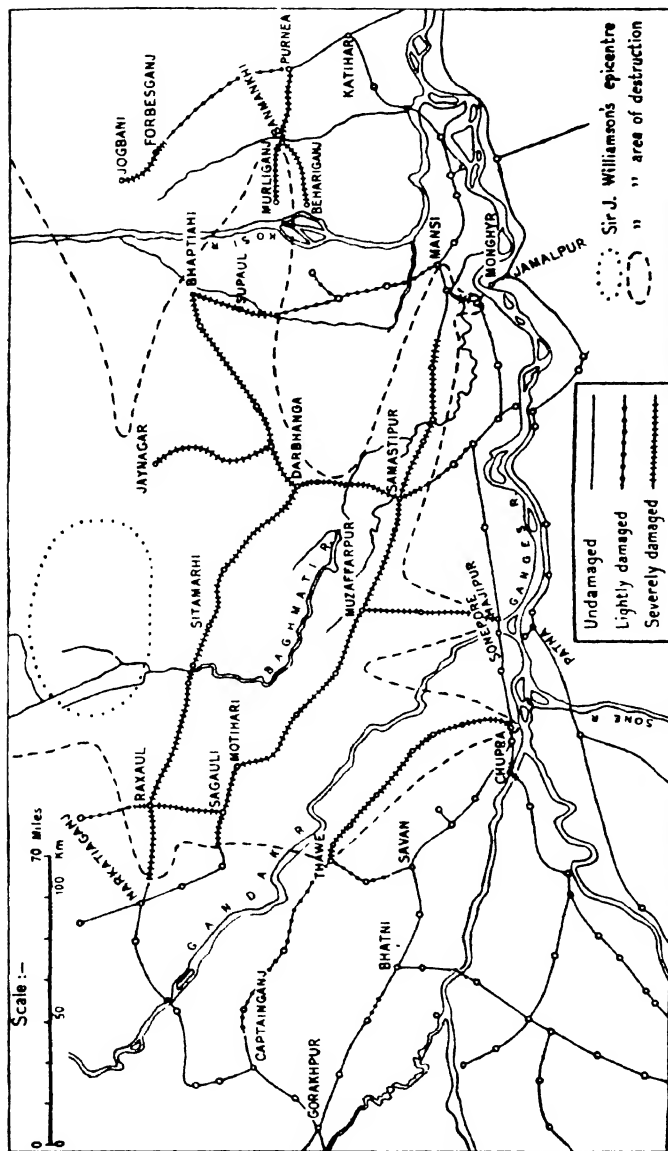 Scale :–
0
50
100
70 Miles
Km
NARKATIAGANJ
RAXAUL
SAGAULI
MOTIHARI
SITAMARHI
JAYNAGAR
BHAPTIAHI
JOGBANI
FORBESGANJ
KOSI R
SUPAUL
MURLIGANJ
BANMANKHI
PURNEA
BEHARIGANJ
KATIHAR
GANDAK R
BAGHMATI R
DARBHANGA
CAPTAINGANJ
THAWE
MUZAFFARPUR
SAMASTIPUR
MANSI
GORAKHPUR
SAVAN
BHATNI
MONGHYR
JAMALPUR
CHUPRA
SONEPORE
HAJIPUR
GANGES R
PATNA
SONE R
Undamaged
Lightly damaged
Severely damaged
Sir J. Williamson's epicentre
" " area of destruction